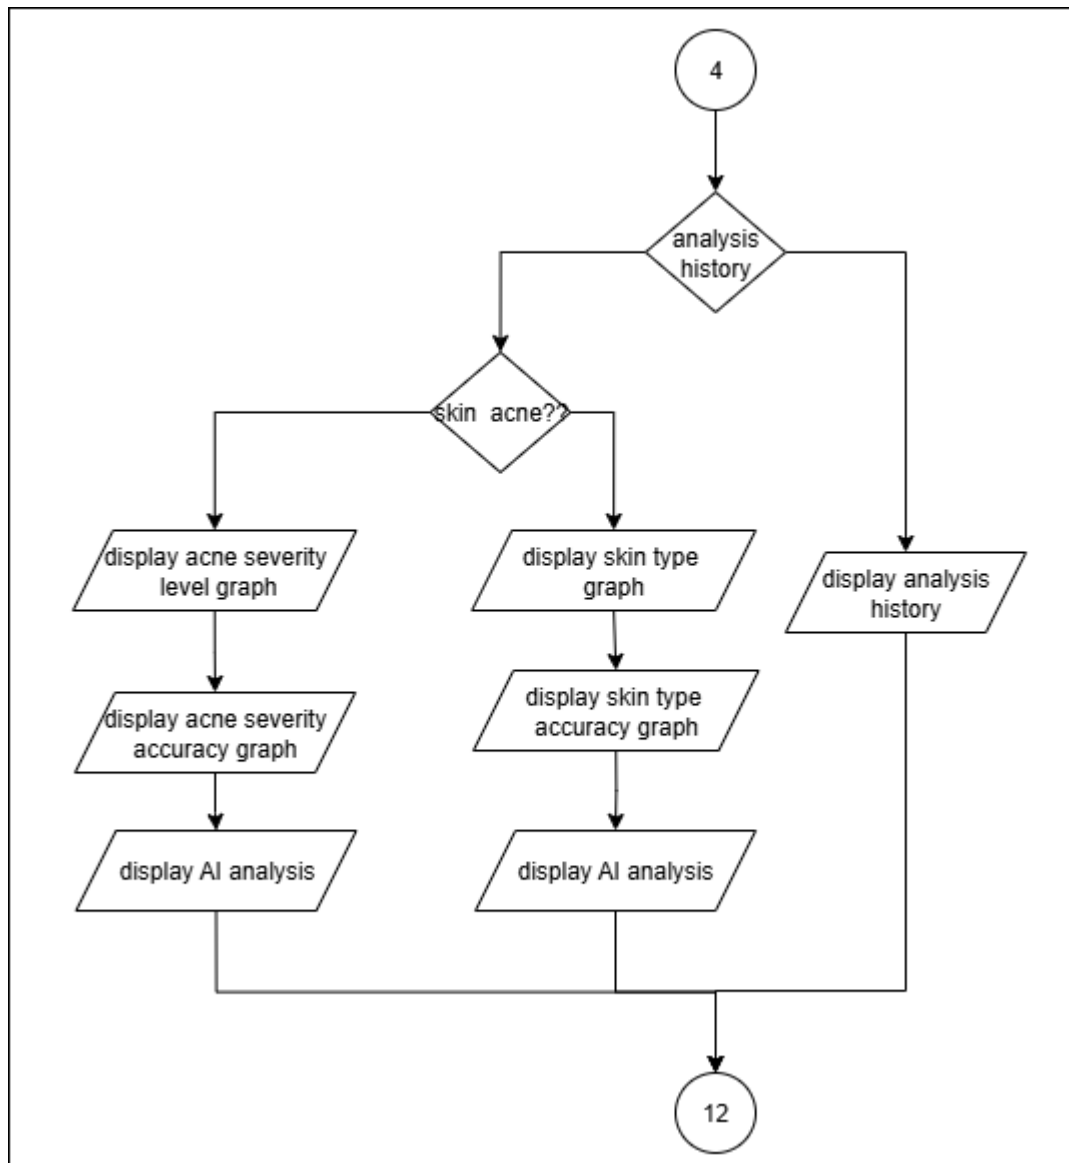 4
analysis
history
skin  acne??
display acne severity
level graph
display skin type
graph
display analysis
history
display acne severity
accuracy graph
display skin type
accuracy graph
display AI analysis
display AI analysis
12